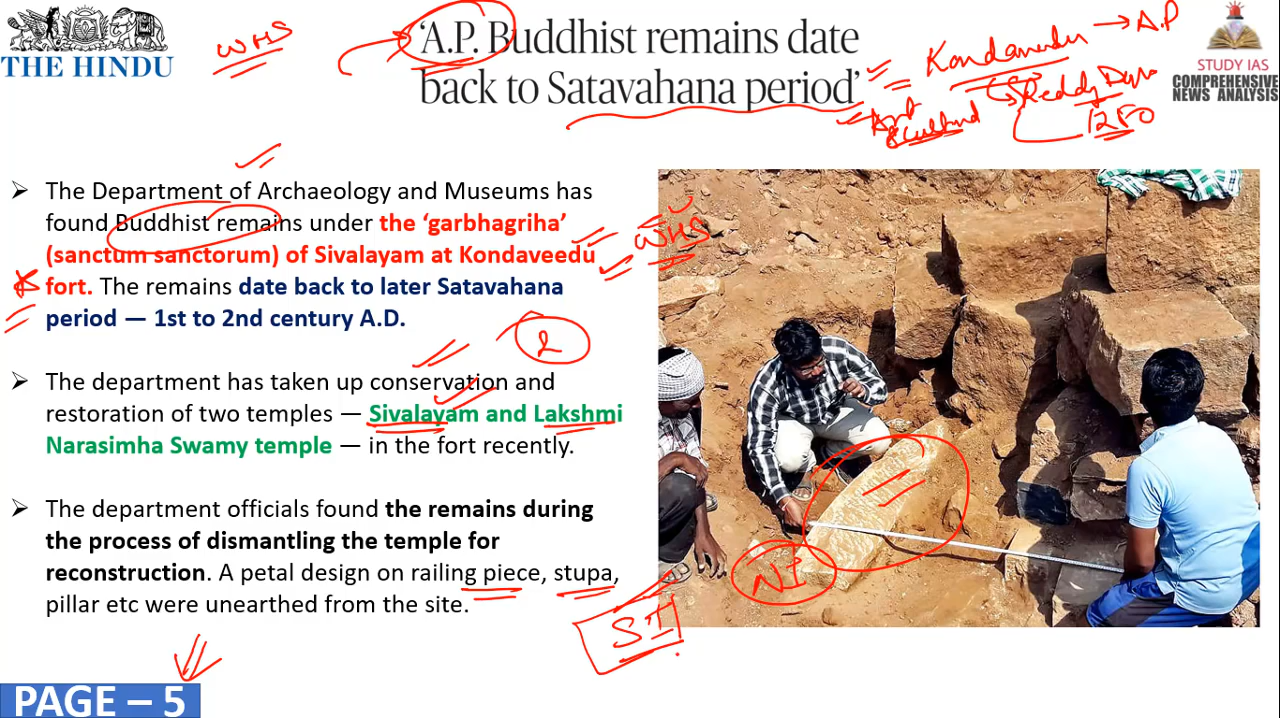 THE HINDU
WHS
'A.P. Buddhist remains date
back to Satavahana period'
Kondaveedu → A.P
Reddy
Art
& Cultural
STUDY IAS
COMPREHENSIVE
NEWS ANALYSIS
The Department of Archaeology and Museums has
found Buddhist remains under the 'garbhagriha'
(sanctum sanctorum) of Sivalayam at Kondaveedu
fort. The remains date back to later Satavahana
period — 1st to 2nd century A.D.
WHS
2
The department has taken up conservation and
restoration of two temples — Sivalayam and Lakshmi
Narasimha Swamy temple — in the fort recently.
The department officials found the remains during
the process of dismantling the temple for
reconstruction. A petal design on railing piece, stupa,
pillar etc were unearthed from the site.
NI
SI
PAGE – 5